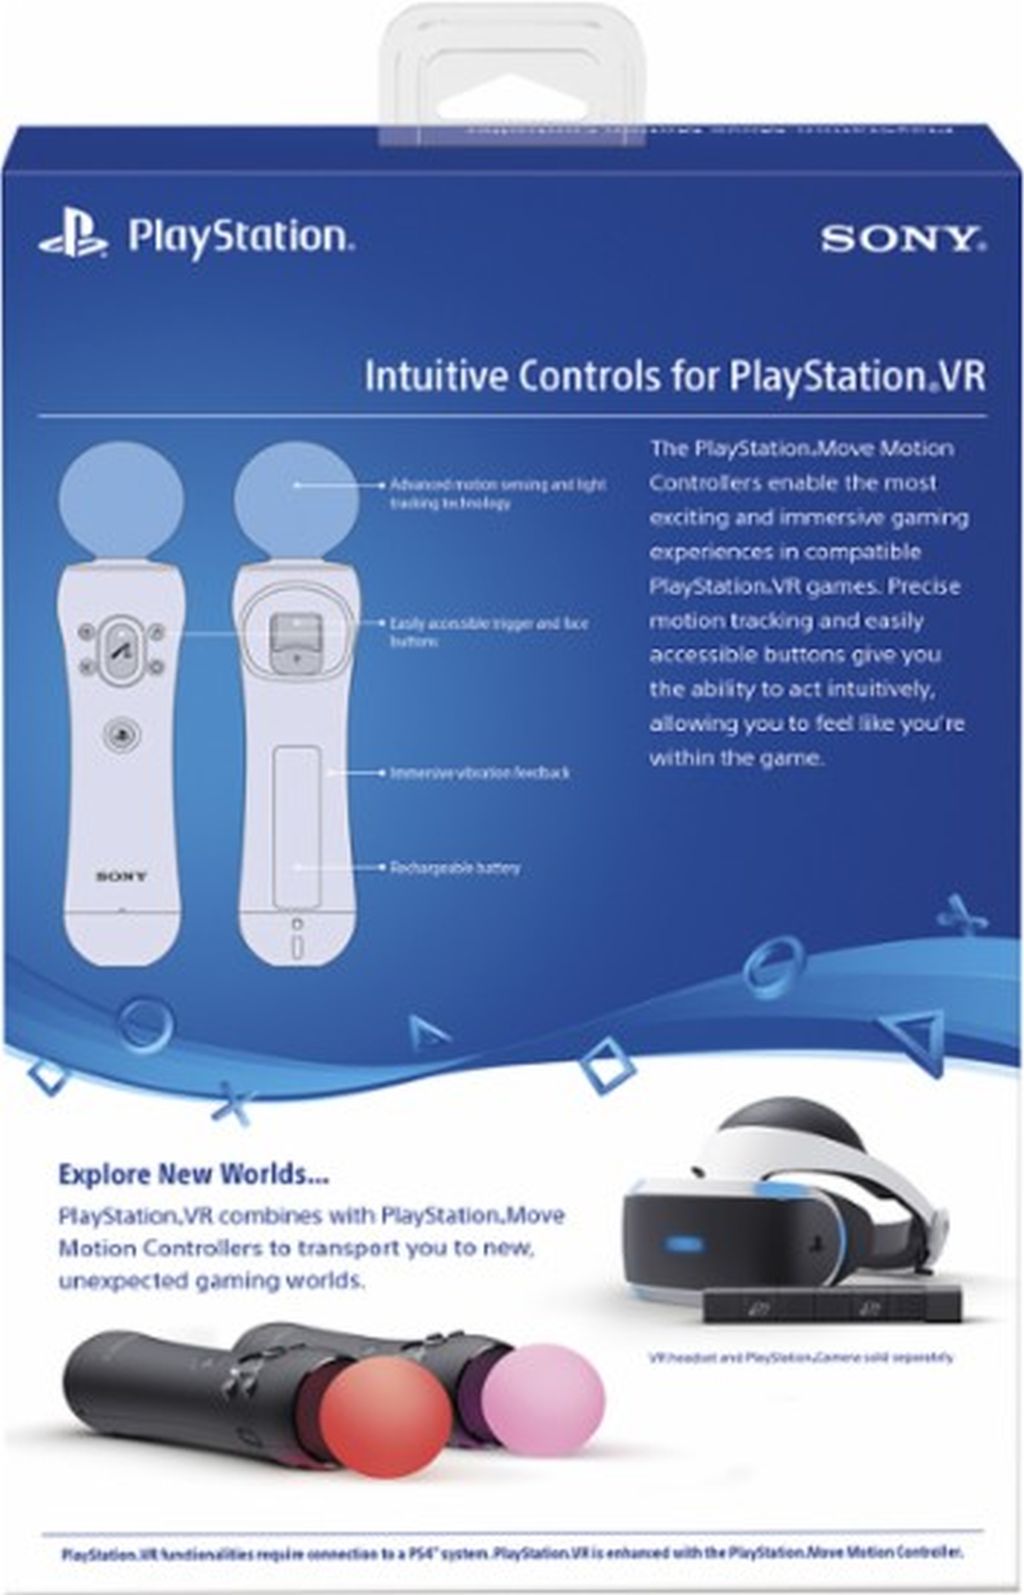 PlayStation®
SONY®
Intuitive Controls for PlayStation®VR
Advanced motion sensing and light
tracking technology
Easily accessible trigger and face
buttons
Immersive vibration feedback
Rechargeable battery
SONY
The PlayStation®Move Motion
Controllers enable the most
exciting and immersive gaming
experiences in compatible
PlayStation®VR games. Precise
motion tracking and easily
accessible buttons give you
the ability to act intuitively,
allowing you to feel like you're
within the game.
Explore New Worlds...
PlayStation®VR combines with PlayStation®Move
Motion Controllers to transport you to new,
unexpected gaming worlds.
VR headset and PlayStation®Camera sold separately.
PlayStation®VR functionalities require connection to a PS4™ system. PlayStation®VR is enhanced with the PlayStation®Move Motion Controller.